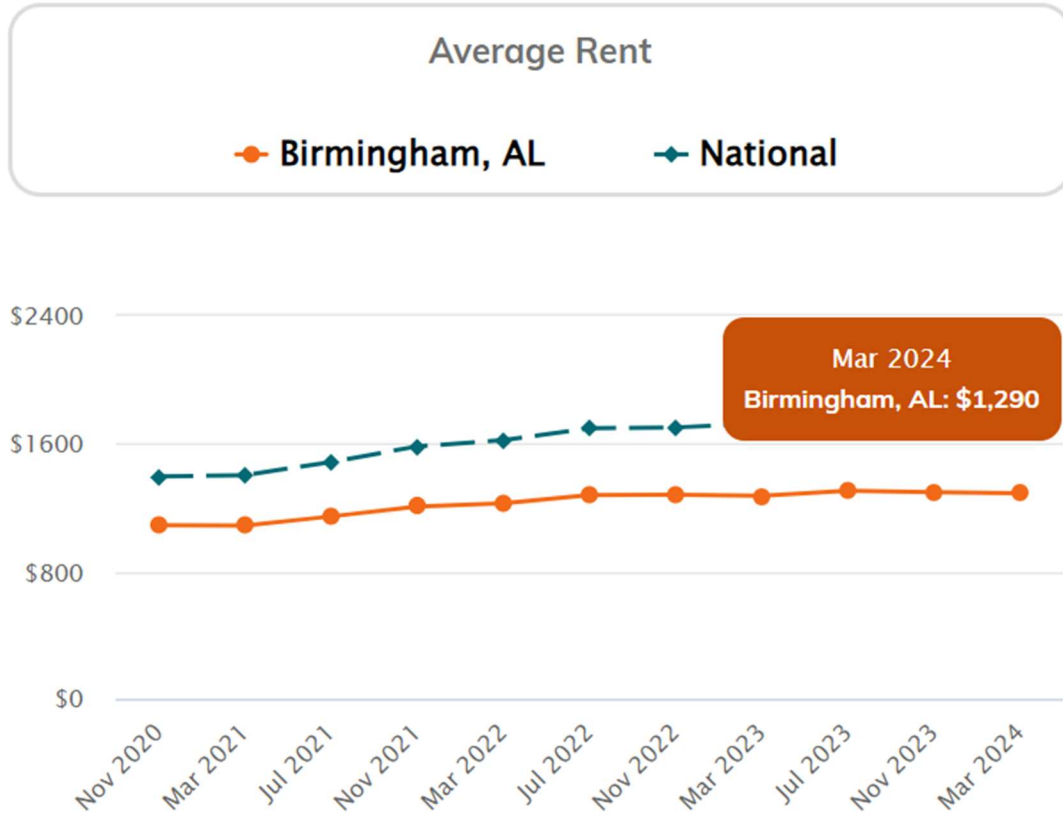 Average Rent
Birmingham, AL National
$2400
Mar 2024
Birmingham, AL: $1,290
$1600
$800
$0
Nov 2020 Mar 2021 Jul 2021 Nov 2021 Mar 2022 Jul 2022 Nov 2022 Mar 2023 Jul 2023 Nov 2023 Mar 2024